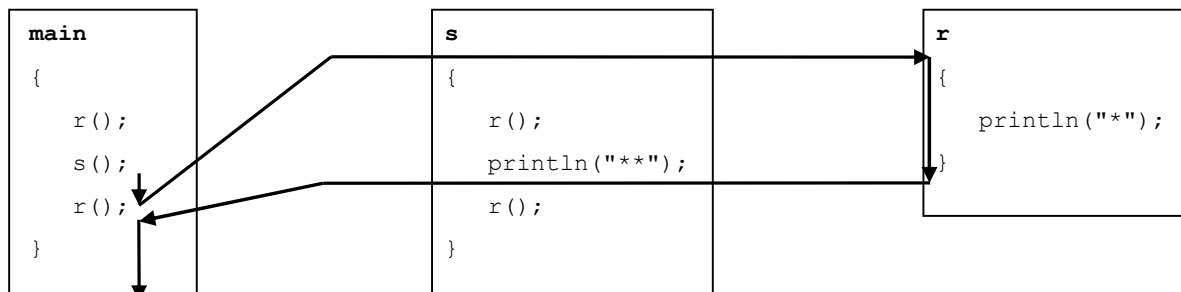 main
{
r();
s();
r();
}
s
{
r();
println("**");
r();
}
r
{
println("*");
}